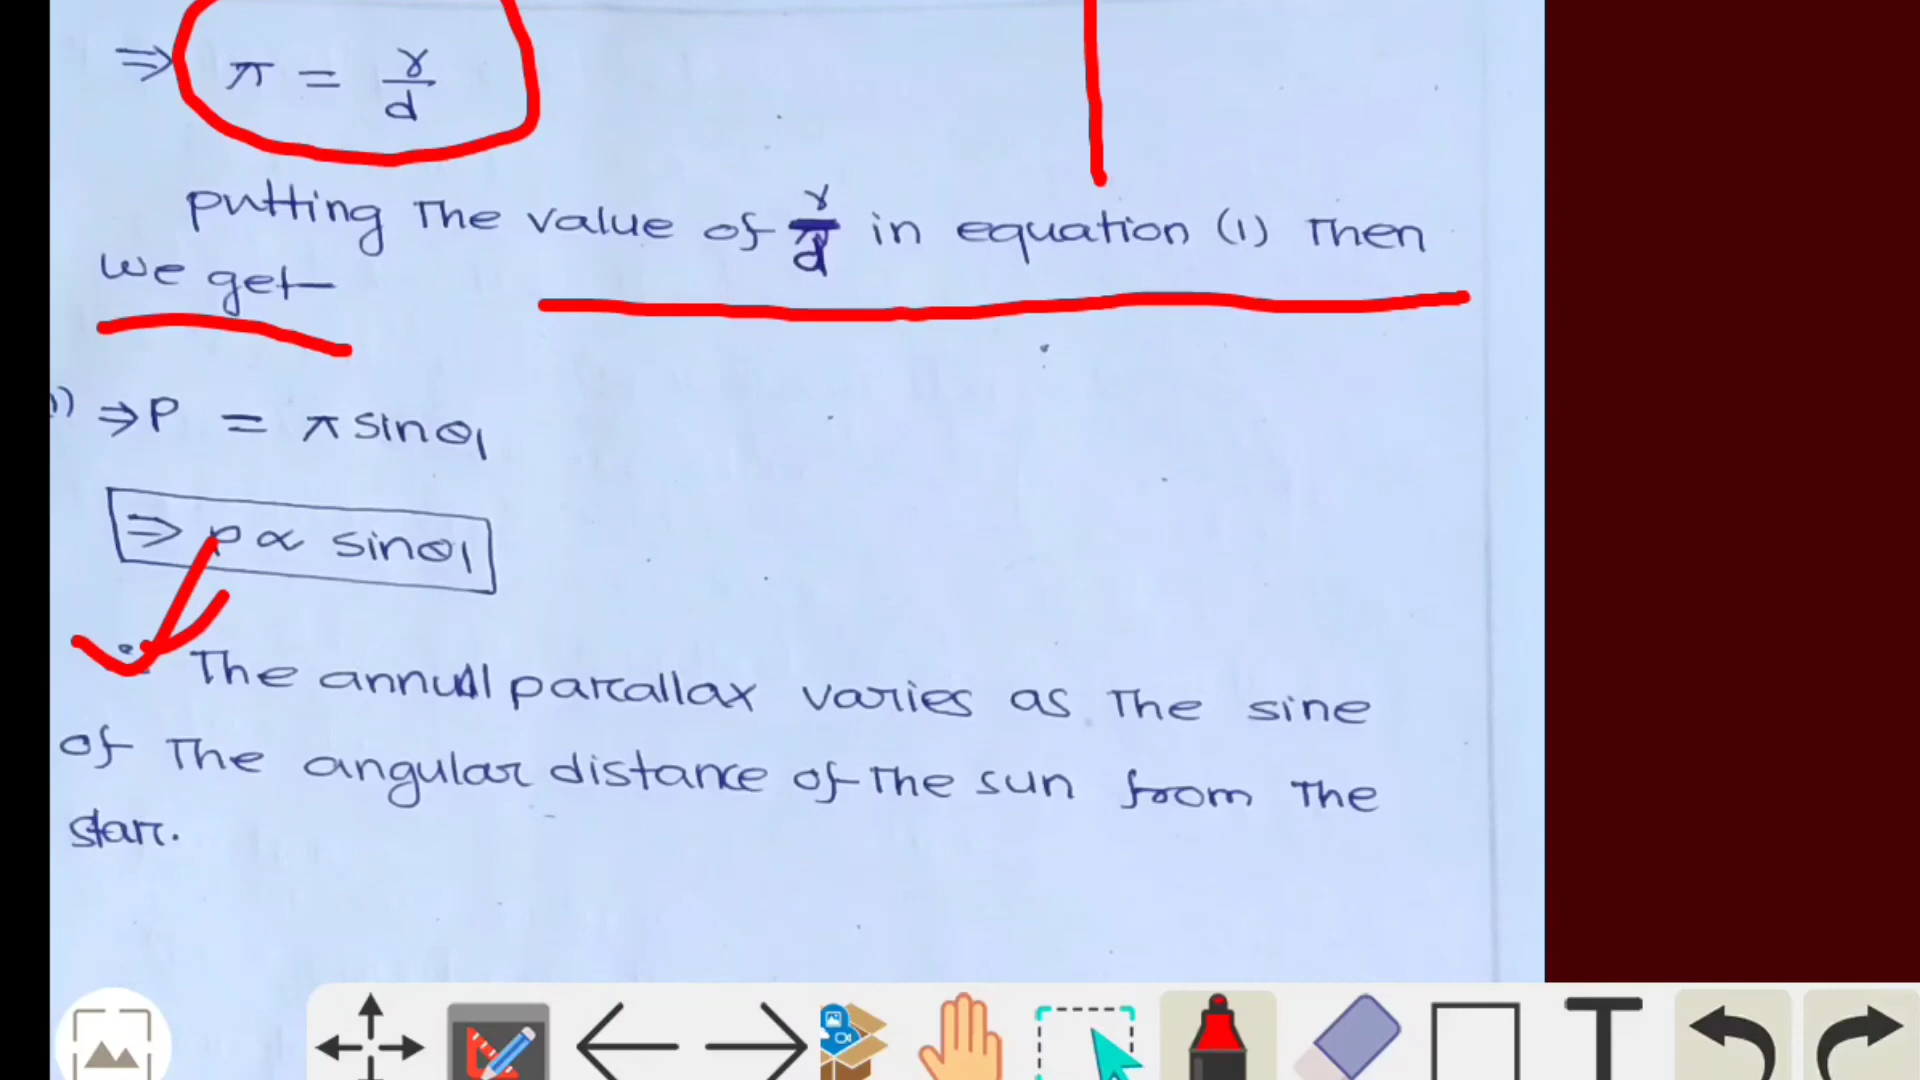 ⇒ π = r/d
putting The value of r/d in equation (1) Then
we get
1) ⇒ P = π sinθ1
⇒ P ∝ sinθ1
∴ The annual parallax varies as The sine
of The angular distance of The sun from The
star.
T